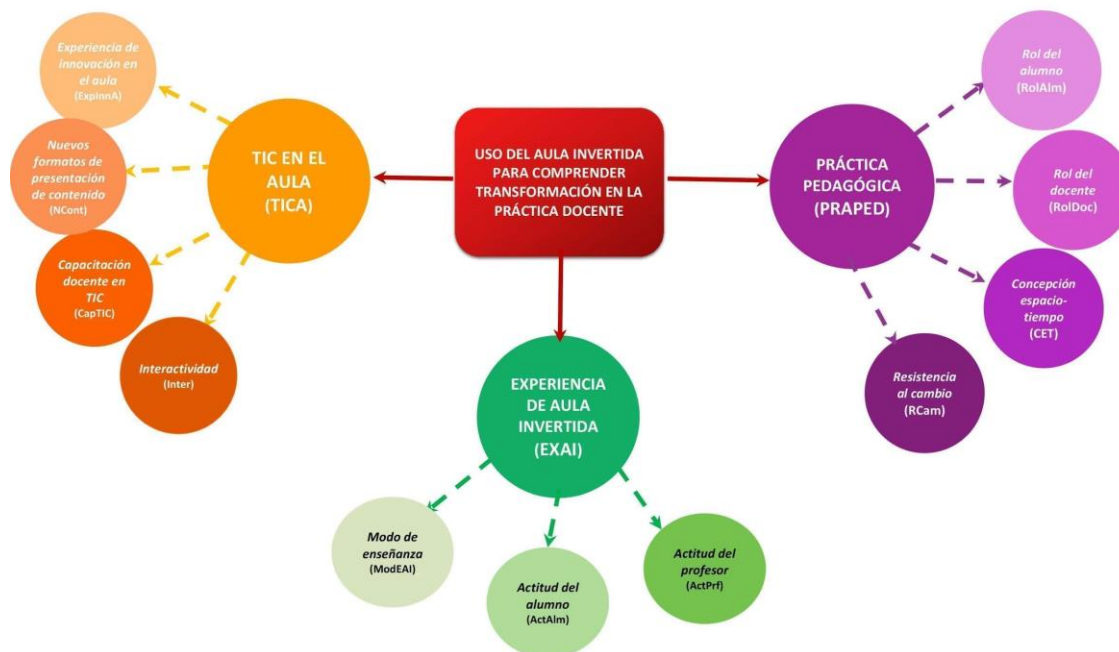 USO DEL AULA INVERTIDA
PARA COMPRENDER
TRANSFORMACIÓN EN LA
PRÁCTICA DOCENTE
TIC EN EL
AULA
(TICA)
Experiencia de
innovación en
el aula
(ExpInnA)
Nuevos
formatos de
presentación
de contenido
(NCont)
Capacitación
docente en
TIC
(CapTIC)
Interactividad
(Inter)
EXPERIENCIA
DE AULA
INVERTIDA
(EXAI)
Modo de
enseñanza
(ModEAI)
Actitud del
alumno
(ActAlm)
Actitud del
profesor
(ActPrf)
PRÁCTICA
PEDAGÓGICA
(PRAPED)
Rol del
alumno
(RolAlm)
Rol del
docente
(RolDoc)
Concepción
espacio-
tiempo
(CET)
Resistencia
al cambio
(RCam)